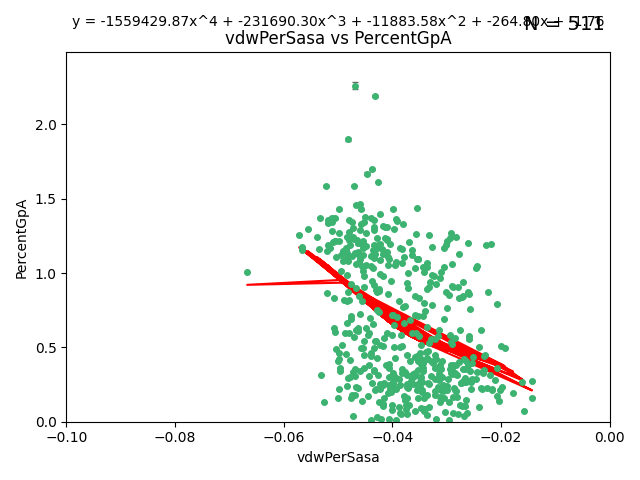 y = -1559429.87x^4 + -231690.30x^3 + -11883.58x^2 + -264.80x + -1.76
N = 511
vdwPerSasa vs PercentGpA
PercentGpA
2.0
1.5
1.0
0.5
0.0
−0.10 −0.08 −0.06 −0.04 −0.02 0.00
vdwPerSasa